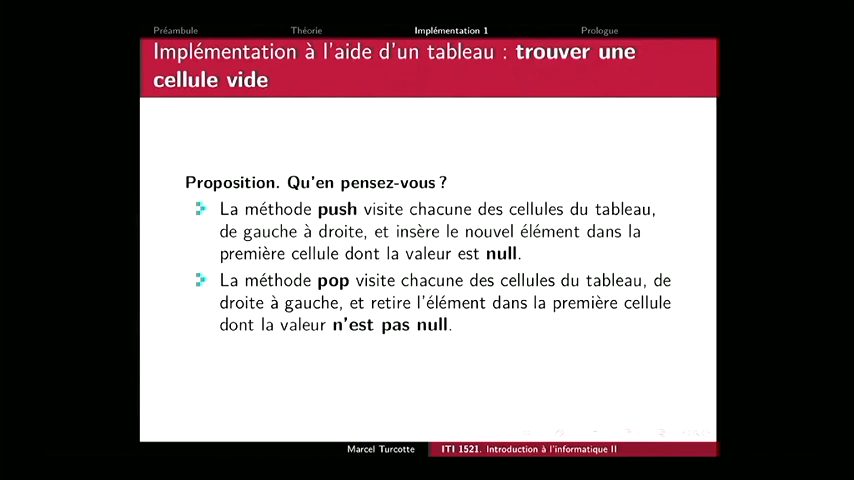 Préambule Théorie Implémentation 1 Prologue
Implémentation à l'aide d'un tableau : trouver une
cellule vide
Proposition. Qu'en pensez-vous ?
La méthode push visite chacune des cellules du tableau,
de gauche à droite, et insère le nouvel élément dans la
première cellule dont la valeur est null.
La méthode pop visite chacune des cellules du tableau, de
droite à gauche, et retire l'élément dans la première cellule
dont la valeur n'est pas null.
Marcel Turcotte ITI 1521. Introduction à l'informatique II